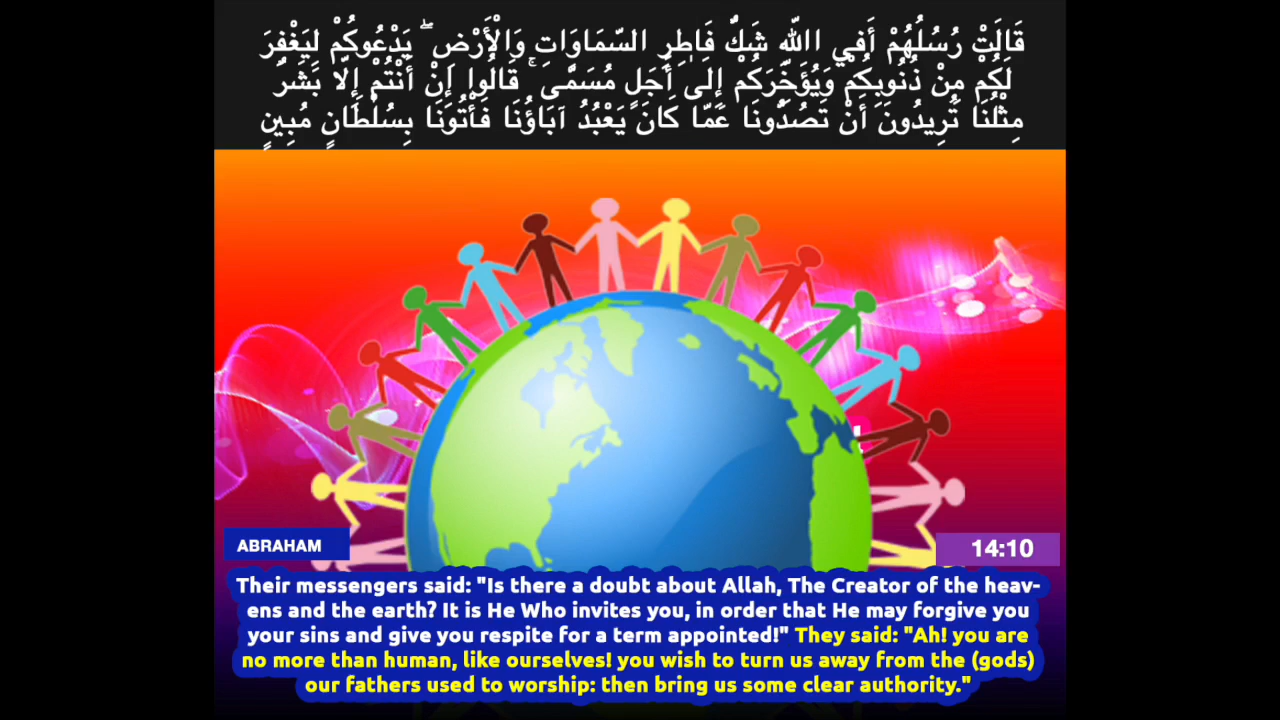 قَالَتْ رُسُلُهُمْ أَفِي اللَّهِ شَكٌّ فَاطِرِ السَّمَاوَاتِ وَالْأَرْضِ ۖ يَدْعُوكُمْ لِيَغْفِرَ
لَكُمْ مِنْ ذُنُوبِكُمْ وَيُؤَخِّرَكُمْ إِلَىٰ أَجَلٍ مُسَمًّى ۚ قَالُوا إِنْ أَنْتُمْ إِلَّا بَشَرٌ
مِثْلُنَا تُرِيدُونَ أَنْ تَصُدُّونَا عَمَّا كَانَ يَعْبُدُ آبَاؤُنَا فَأْتُونَا بِسُلْطَانٍ مُبِينٍ
ABRAHAM
14:10
Their messengers said: "Is there a doubt about Allah, The Creator of the heav-
ens and the earth? It is He Who invites you, in order that He may forgive you
your sins and give you respite for a term appointed!" They said: "Ah! you are
no more than human, like ourselves! you wish to turn us away from the (gods)
our fathers used to worship: then bring us some clear authority."